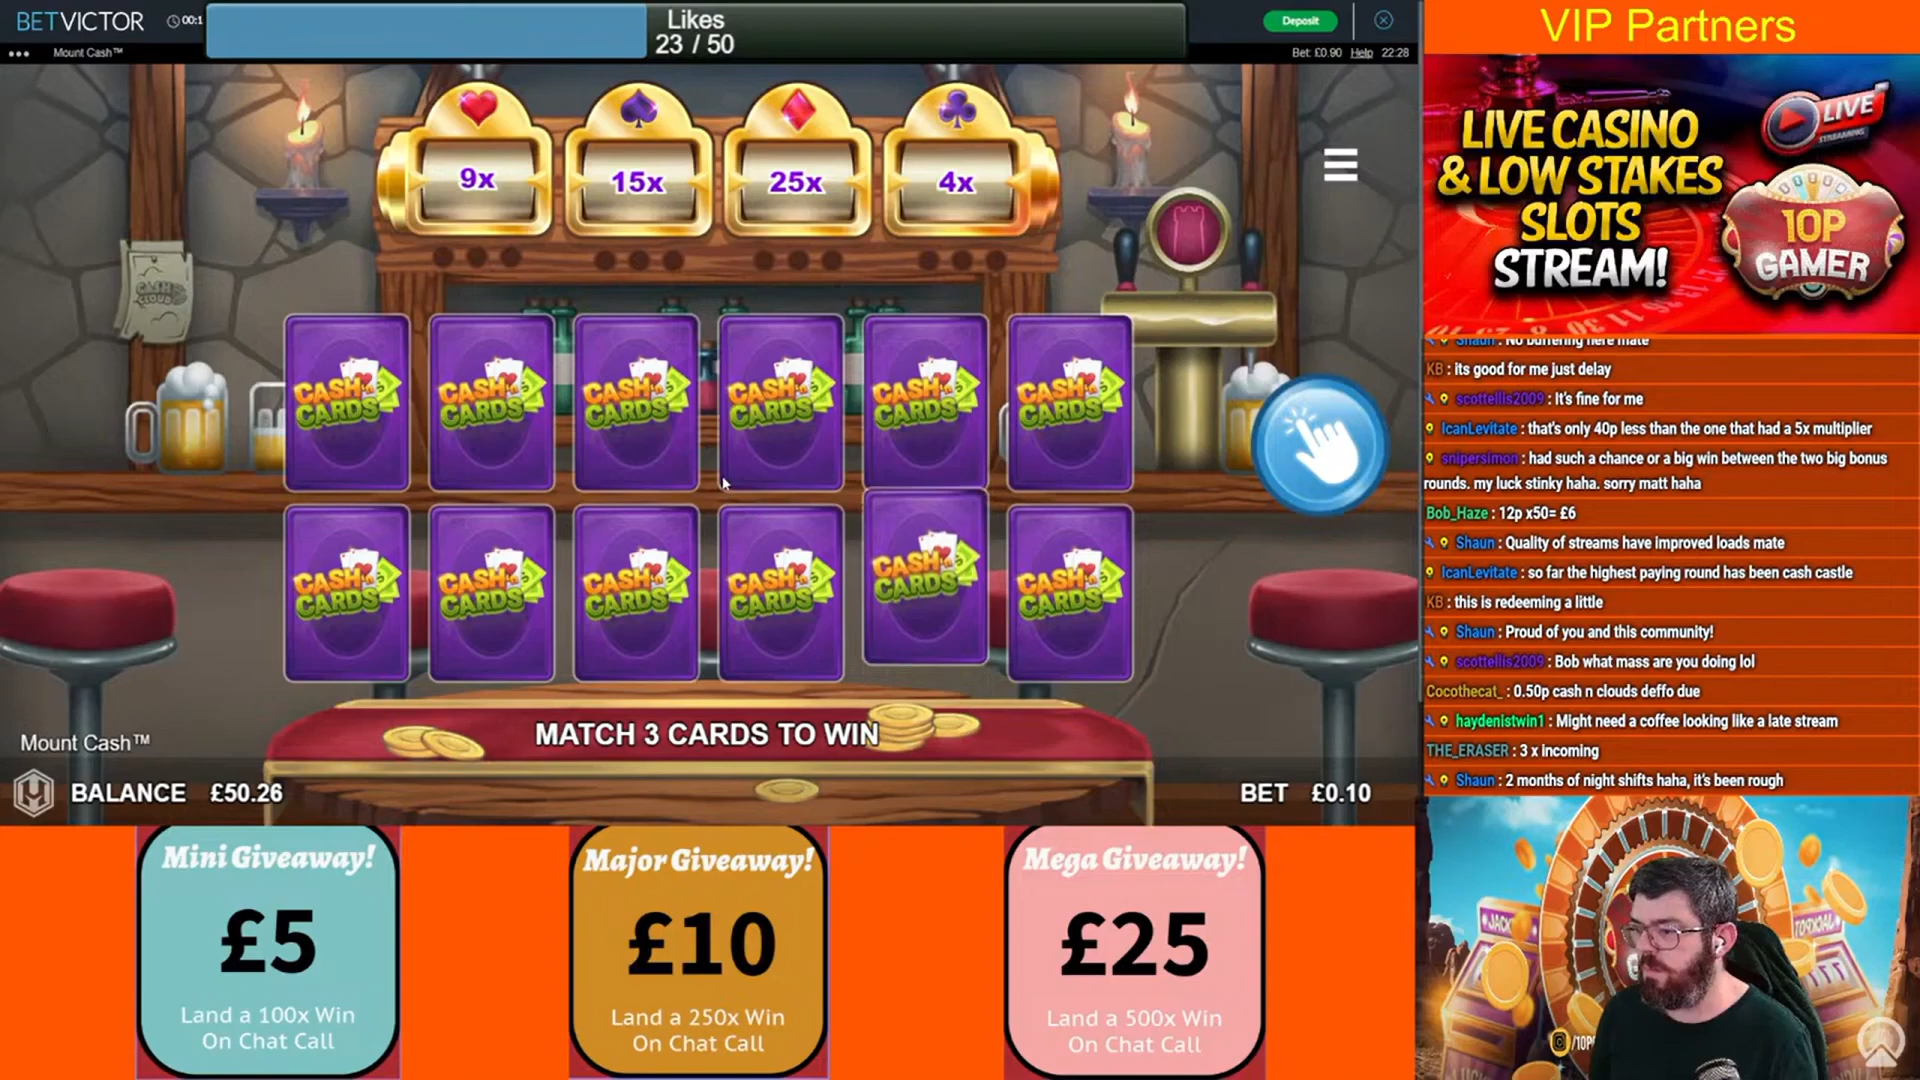 BETVICTOR
00:1
Likes
23 / 50
Deposit
Mount Cash™
Bet: £0.90 Help 22:28
VIP Partners
9x
15x
25x
4x
LIVE CASINO
& LOW STAKES
SLOTS
STREAM!
LIVE
STREAMING
10P
GAMER
CASH
CLOUD
CASH n CARDS
CASH n CARDS
CASH n CARDS
CASH n CARDS
CASH n CARDS
CASH n CARDS
CASH n CARDS
CASH n CARDS
CASH n CARDS
CASH n CARDS
CASH n CARDS
CASH n CARDS
MATCH 3 CARDS TO WIN
Mount Cash™
BALANCE £50.26
BET £0.10
Shaun : No buffering here mate
KB : its good for me just delay
scottellis2009 : It's fine for me
IcanLevitate : that's only 40p less than the one that had a 5x multiplier
snipersimon : had such a chance or a big win between the two big bonus
rounds. my luck stinky haha. sorry matt haha
Bob_Haze : 12p x50= £6
Shaun : Quality of streams have improved loads mate
IcanLevitate : so far the highest paying round has been cash castle
KB : this is redeeming a little
Shaun : Proud of you and this community!
scottellis2009 : Bob what mass are you doing lol
Cocothecat_ : 0.50p cash n clouds deffo due
haydenistwin1 : Might need a coffee looking like a late stream
THE_ERASER : 3 x incoming
Shaun : 2 months of night shifts haha, it's been rough
Mini Giveaway!
£5
Land a 100x Win
On Chat Call
Major Giveaway!
£10
Land a 250x Win
On Chat Call
Mega Giveaway!
£25
Land a 500x Win
On Chat Call